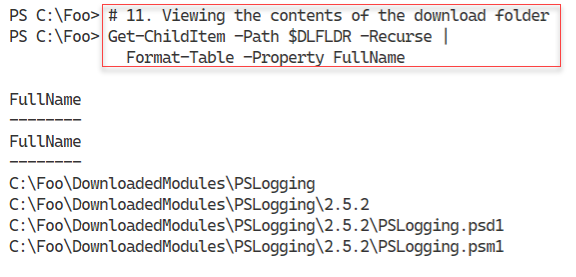 PS C:\Foo> # 11. Viewing the contents of the download folder
PS C:\Foo> Get-ChildItem -Path $DLFLDR -Recurse |
Format-Table -Property FullName
FullName
--------
FullName
--------
C:\Foo\DownloadedModules\PSLogging
C:\Foo\DownloadedModules\PSLogging\2.5.2
C:\Foo\DownloadedModules\PSLogging\2.5.2\PSLogging.psd1
C:\Foo\DownloadedModules\PSLogging\2.5.2\PSLogging.psm1